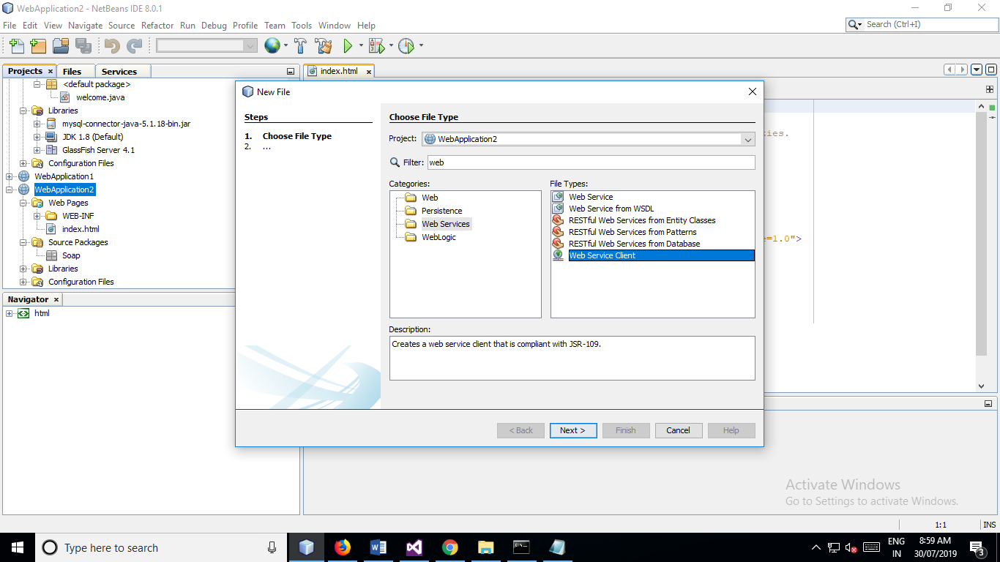 WebApplication2 - NetBeans IDE 8.0.1
File Edit View Navigate Source Refactor Run Debug Profile Team Tools Window Help
Search (Ctrl+I)
Projects × Files Services
index.html ×
<default package>
welcome.java
Libraries
mysql-connector-java-5.1.18-bin.jar
JDK 1.8 (Default)
GlassFish Server 4.1
Configuration Files
WebApplication1
WebApplication2
Web Pages
WEB-INF
index.html
Source Packages
Soap
Libraries
Configuration Files
Navigator ×
html
New File
Steps
1. Choose File Type
2. ...
Choose File Type
Project: WebApplication2
Filter: web
Categories:
Web
Persistence
Web Services
WebLogic
File Types:
Web Service
Web Service from WSDL
RESTful Web Services from Entity Classes
RESTful Web Services from Patterns
RESTful Web Services from Database
Web Service Client
Description:
Creates a web service client that is compliant with JSR-109.
< Back Next > Finish Cancel Help
cies.
e=1.0">
Activate Windows
Go to Settings to activate Windows.
1:1 INS
Type here to search
ENG
IN
8:59 AM
30/07/2019
3